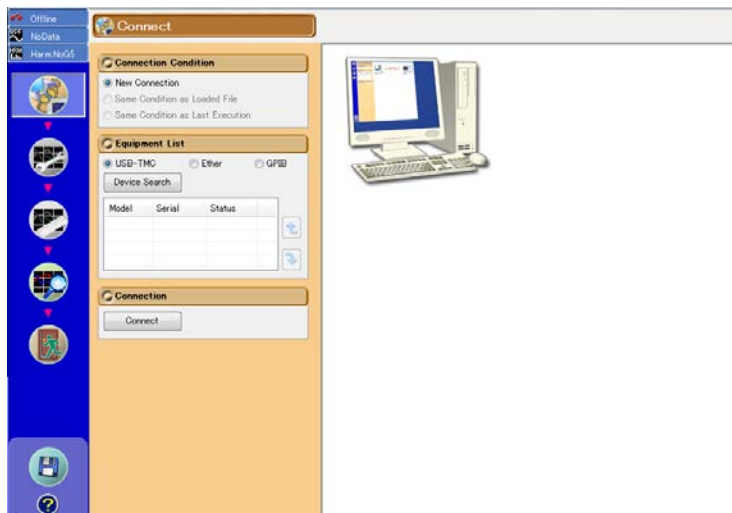 Offline
NoData
Harm:NoGS
Connect
Connection Condition
New Connection
Same Condition as Loaded File
Same Condition as Last Execution
Equipment List
USB-TMC Ether GPIB
Device Search
Model Serial Status
Connection
Connect
?